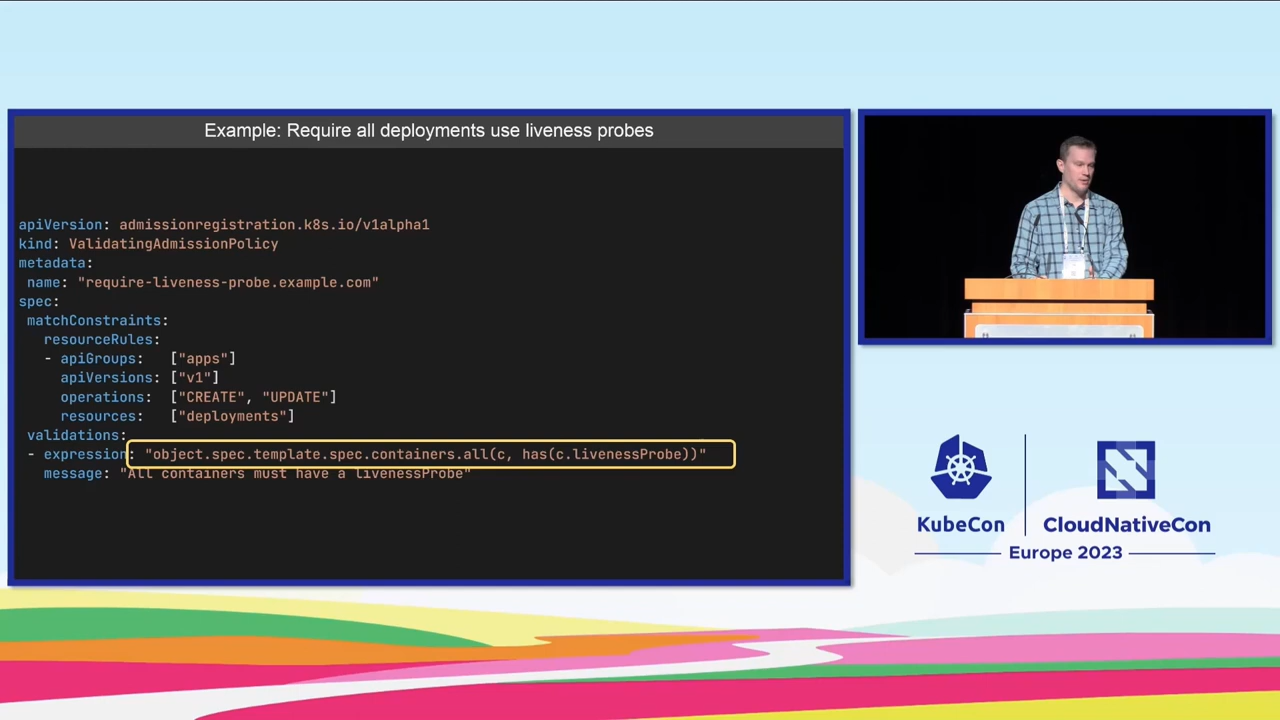 Example: Require all deployments use liveness probes
apiVersion: admissionregistration.k8s.io/v1alpha1
kind: ValidatingAdmissionPolicy
metadata:
name: "require-liveness-probe.example.com"
spec:
matchConstraints:
resourceRules:
- apiGroups: ["apps"]
apiVersions: ["v1"]
operations: ["CREATE", "UPDATE"]
resources: ["deployments"]
validations:
- expression: "object.spec.template.spec.containers.all(c, has(c.livenessProbe))"
message: "All containers must have a livenessProbe"
KubeCon
CloudNativeCon
Europe 2023